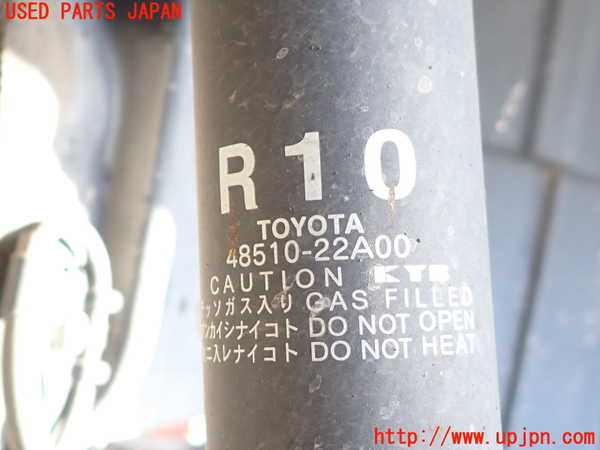 USED PARTS JAPAN
R10
TOYOTA
48510-22A00
CAUTION KYB
ッソガス入り GAS FILLED
ンカイシナイコト DO NOT OPEN
ニ入レナイコト DO NOT HEAT
http://www.upjpn.com/